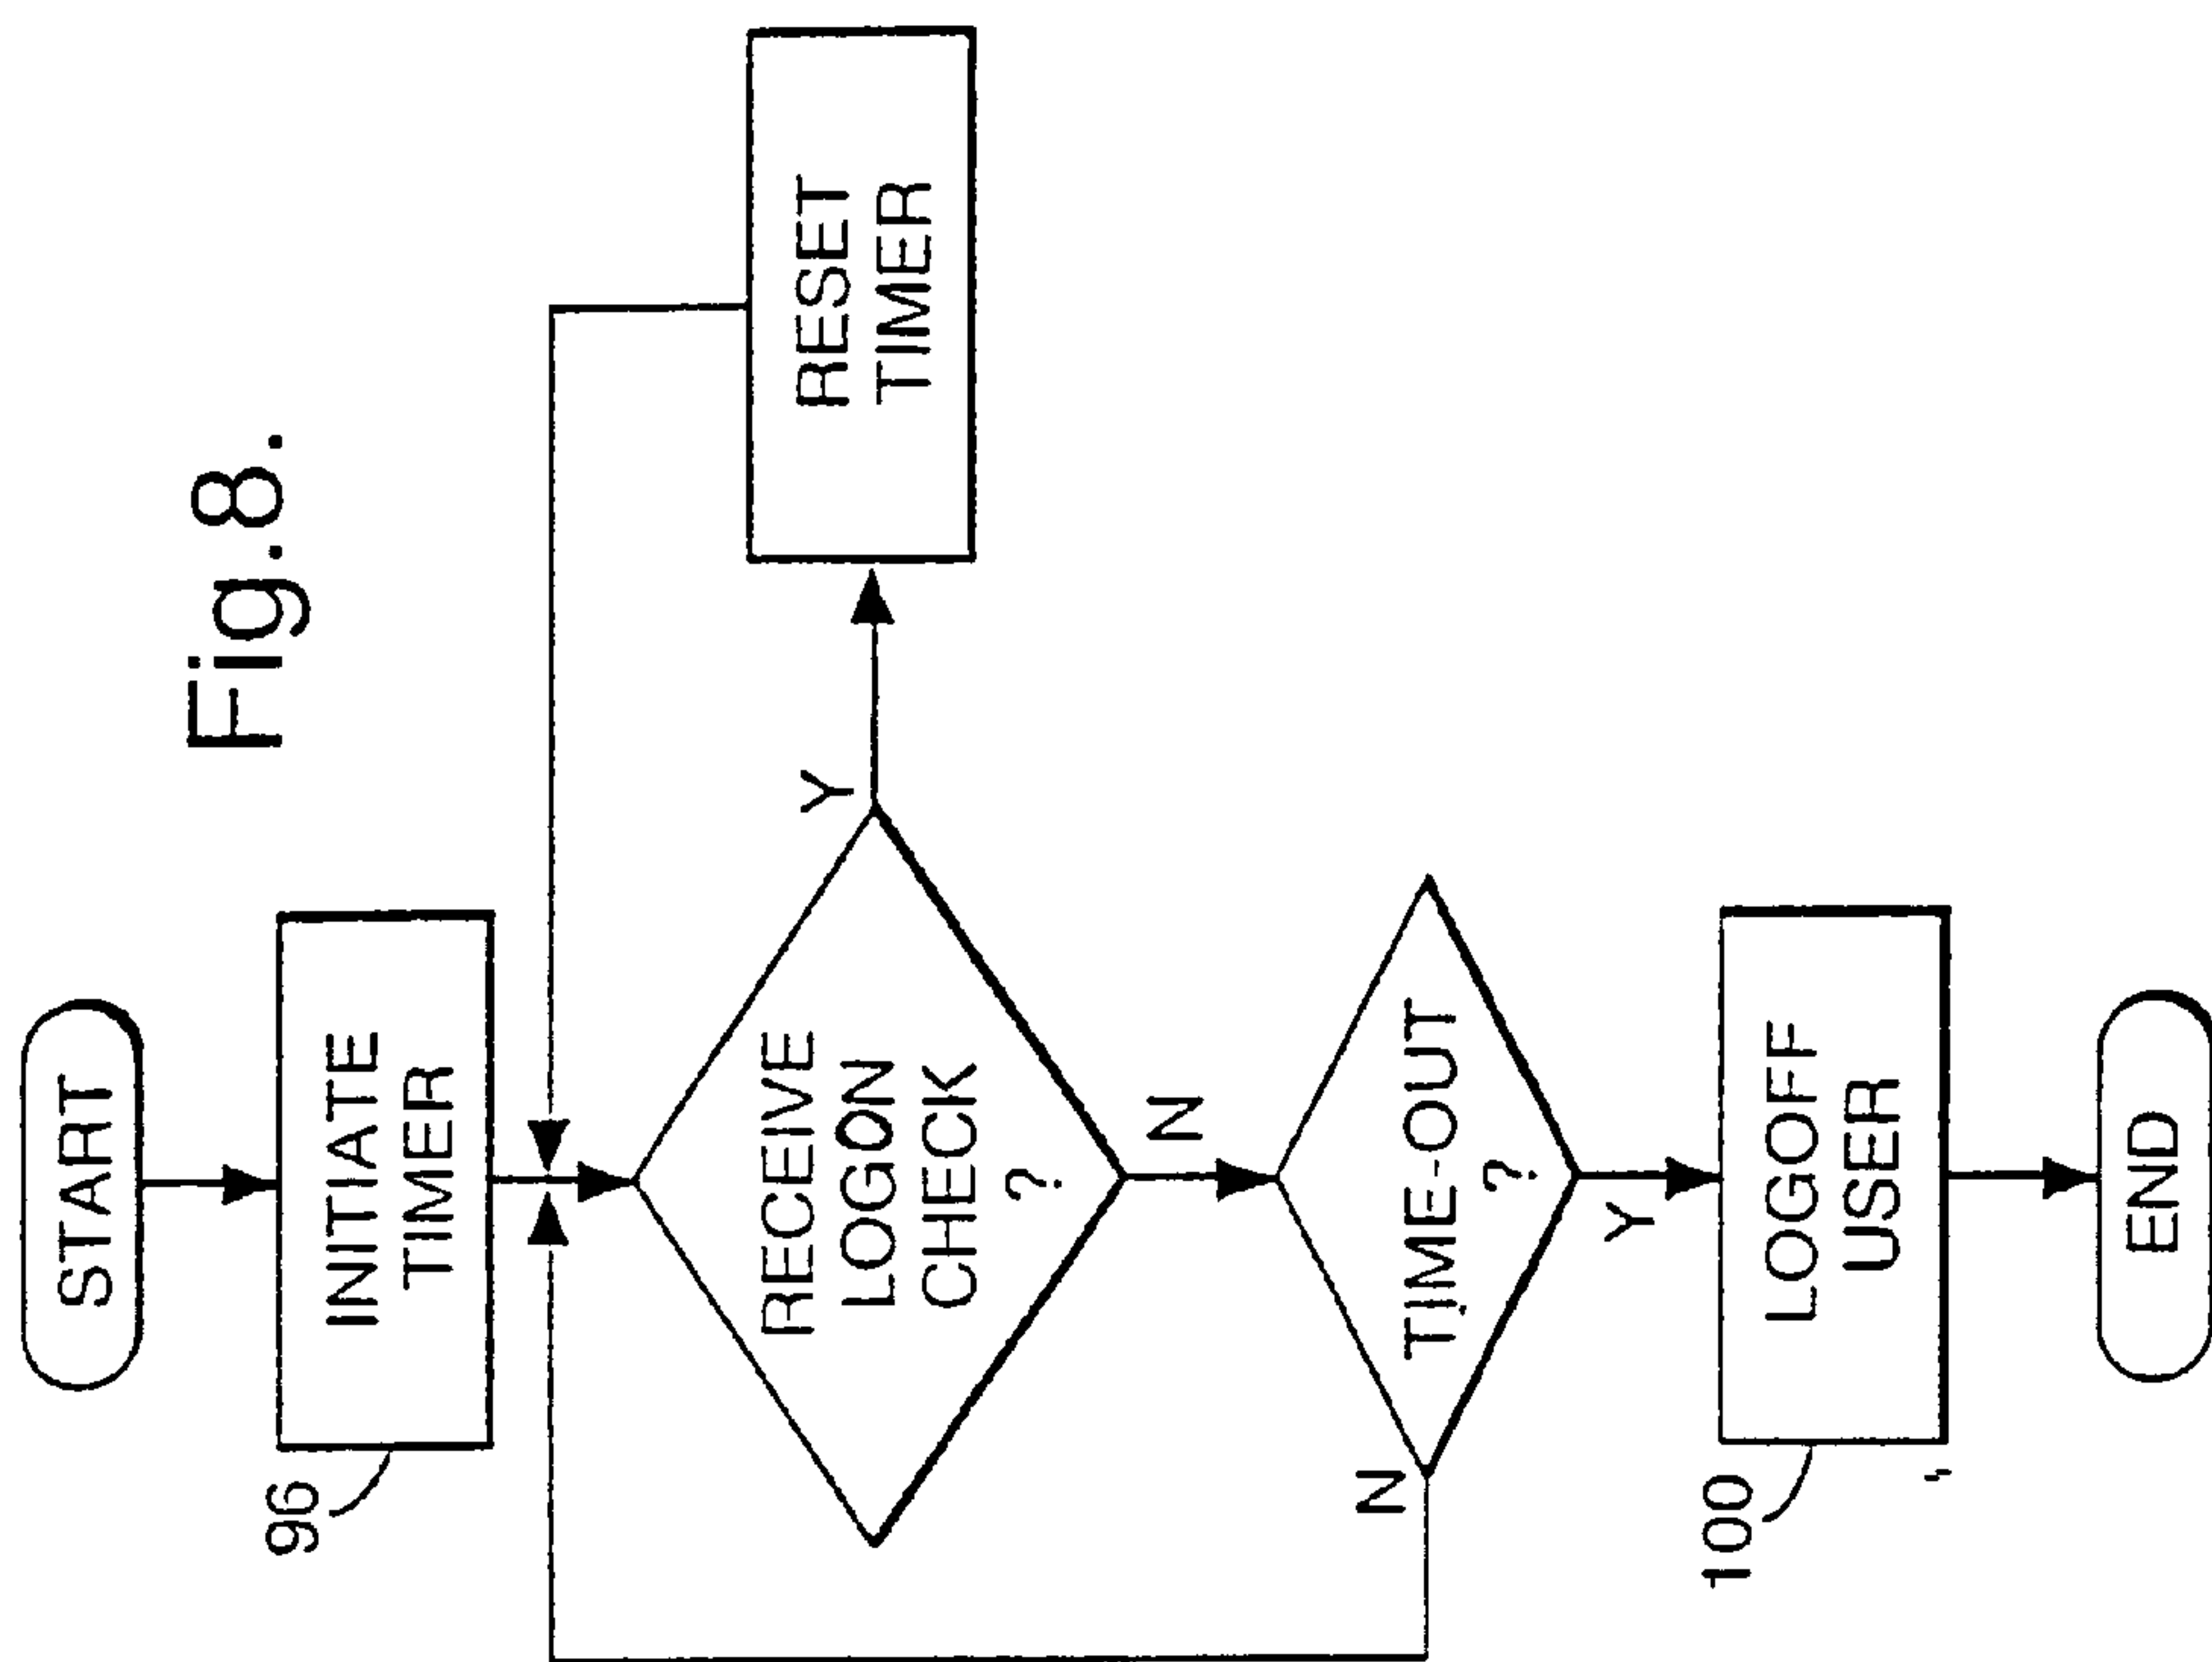 Fig.8.
START
96
INITIATE
TIMER
RECEIVE
LOGON
CHECK
?
Y
RESET
TIMER
N
TIME-OUT
?
N
Y
100
LOGOFF
USER
END